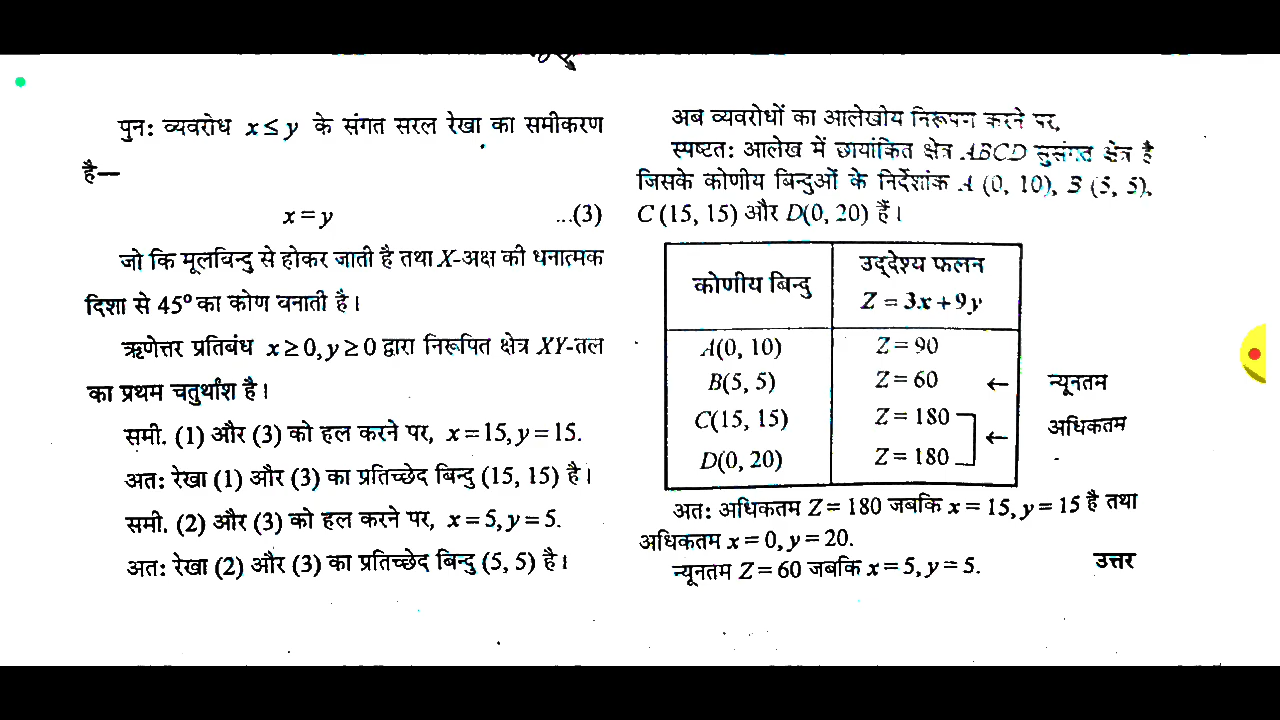 पुन: व्यवरोध x ≤ y के संगत सरल रेखा का समीकरण
है—
x = y ...(3)
जो कि मूलबिन्दु से होकर जाती है तथा X-अक्ष की धनात्मक
दिशा से 45° का कोण बनाती है।
ऋणेत्तर प्रतिबंध x ≥ 0, y ≥ 0 द्वारा निरूपित क्षेत्र XY-तल
का प्रथम चतुर्थांश है।
समी. (1) और (3) को हल करने पर, x = 15, y = 15.
अत: रेखा (1) और (3) का प्रतिच्छेद बिन्दु (15, 15) है।
समी. (2) और (3) को हल करने पर, x = 5, y = 5.
अत: रेखा (2) और (3) का प्रतिच्छेद बिन्दु (5, 5) है।
अब व्यवरोधों का आलेखीय निरूपण करने पर,
स्पष्टत: आलेख में छायांकित क्षेत्र ABCD सुसंगत क्षेत्र है
जिसके कोणीय बिन्दुओं के निर्देशांक A (0, 10), B (5, 5),
C (15, 15) और D(0, 20) हैं।
कोणीय बिन्दु उद्देश्य फलन
Z = 3x + 9y
A(0, 10) Z = 90
B(5, 5) Z = 60 ← न्यूनतम
C(15, 15) Z = 180
← अधिकतम
D(0, 20) Z = 180
अत: अधिकतम Z = 180 जबकि x = 15, y = 15 है तथा
अधिकतम x = 0, y = 20.
न्यूनतम Z = 60 जबकि x = 5, y = 5. उत्तर